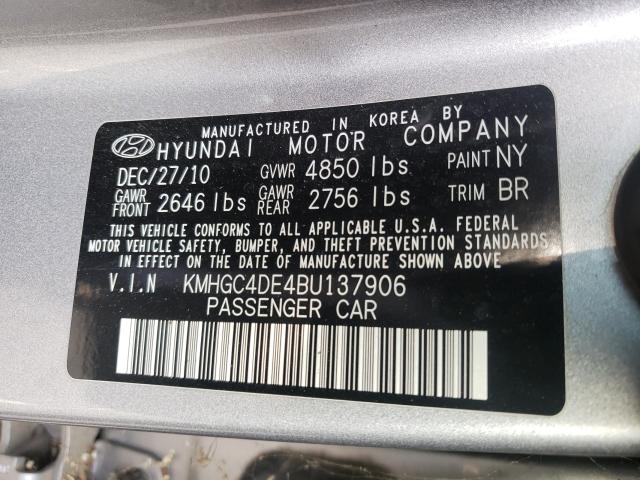 MANUFACTURED IN KOREA BY
HYUNDAI MOTOR COMPANY
DEC/27/10 GVWR 4850 lbs PAINT NY
GAWR FRONT 2646 lbs GAWR REAR 2756 lbs TRIM BR
THIS VEHICLE CONFORMS TO ALL APPLICABLE U.S.A. FEDERAL
MOTOR VEHICLE SAFETY, BUMPER, AND THEFT PREVENTION STANDARDS
IN EFFECT ON THE DATE OF MANUFACTURE SHOWN ABOVE
V.I.N KMHGC4DE4BU137906
PASSENGER CAR